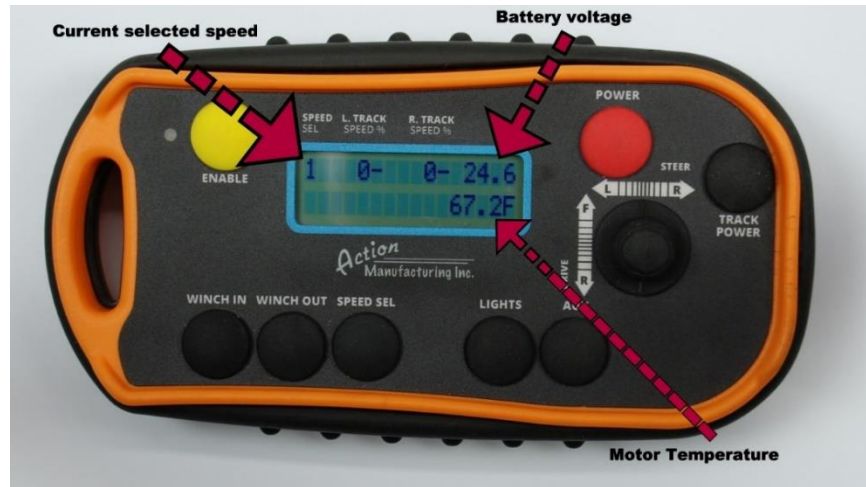 Current selected speed
Battery voltage
POWER
SPEED SEL
L. TRACK SPEED %
R. TRACK SPEED %
STEER
ENABLE
1 0- 0- 24.6
67.2F
L R
F
R
TRACK POWER
Action
Manufacturing Inc.
WINCH IN WINCH OUT SPEED SEL
LIGHTS
Motor Temperature